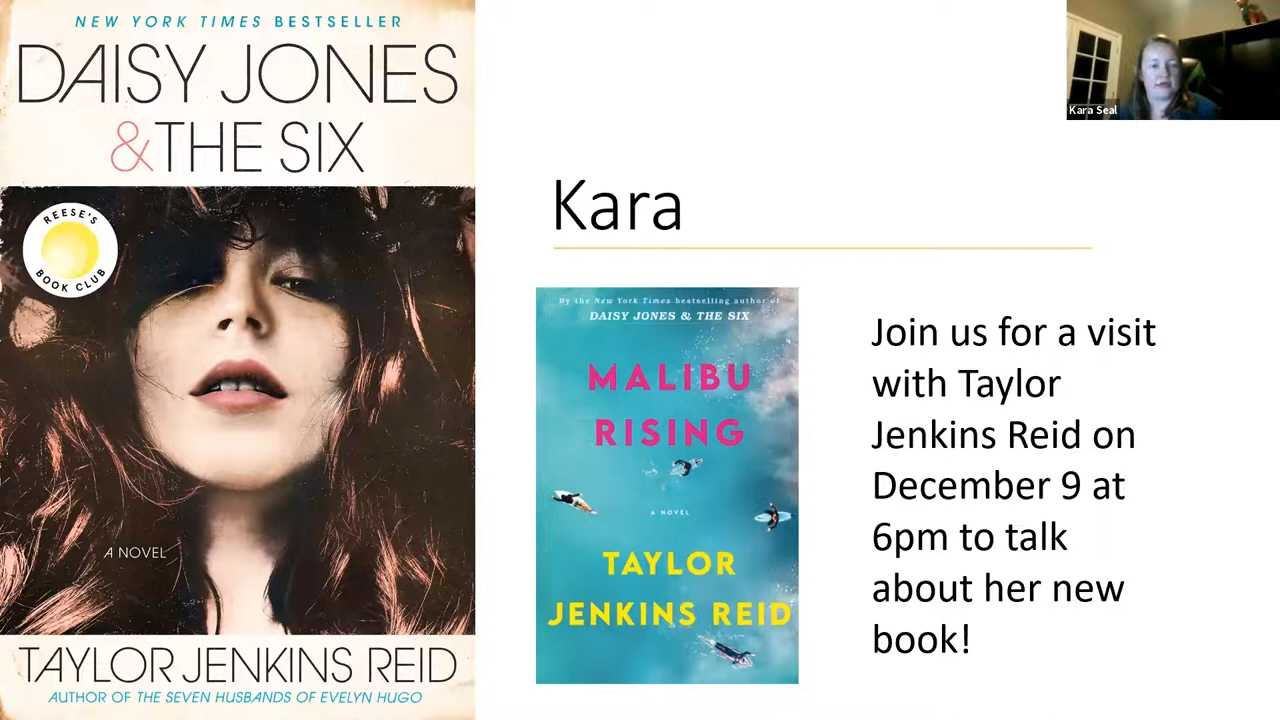 NEW YORK TIMES BESTSELLER
DAISY JONES
& THE SIX
REESE'S
BOOK CLUB
A NOVEL
TAYLOR JENKINS REID
AUTHOR OF THE SEVEN HUSBANDS OF EVELYN HUGO
Kara
By the New York Times bestselling author of
DAISY JONES & THE SIX
MALIBU
RISING
A NOVEL
TAYLOR
JENKINS REID
Join us for a visit
with Taylor
Jenkins Reid on
December 9 at
6pm to talk
about her new
book!
Kara Seal